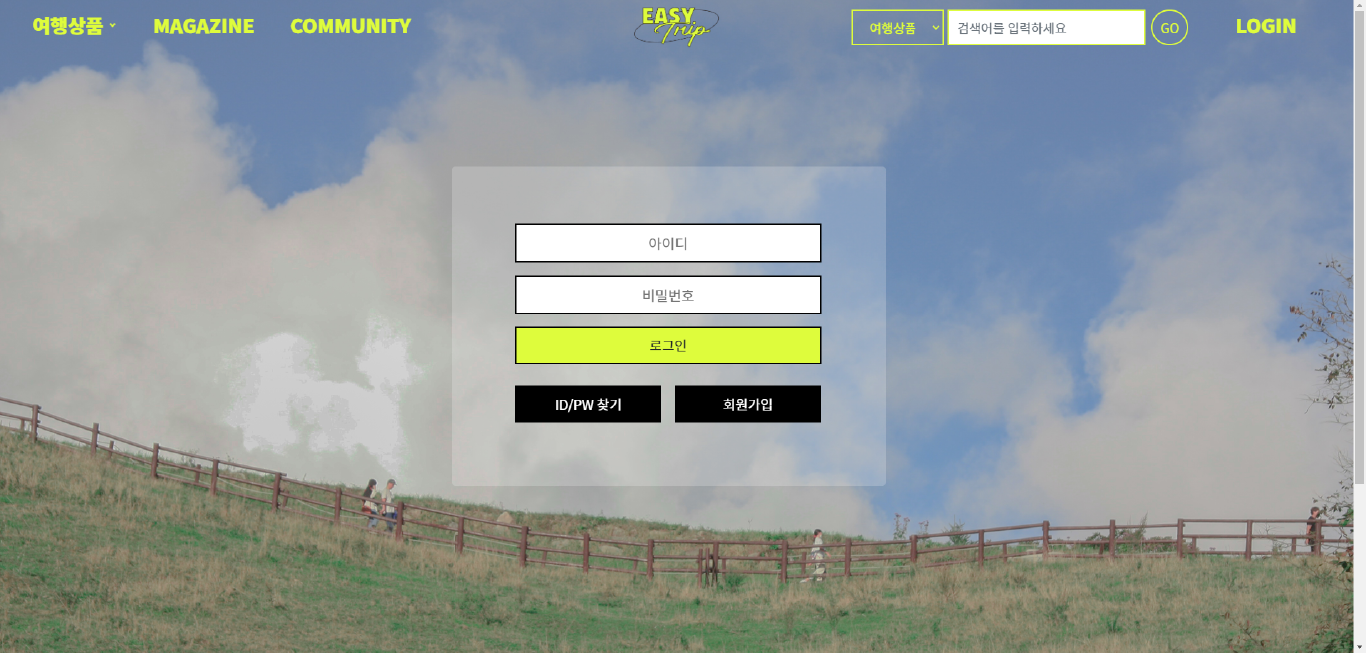 여행상품
MAGAZINE
COMMUNITY
EASY
Trip
여행상품
검색어를 입력하세요
GO
LOGIN
아이디
비밀번호
로그인
ID/PW 찾기
회원가입